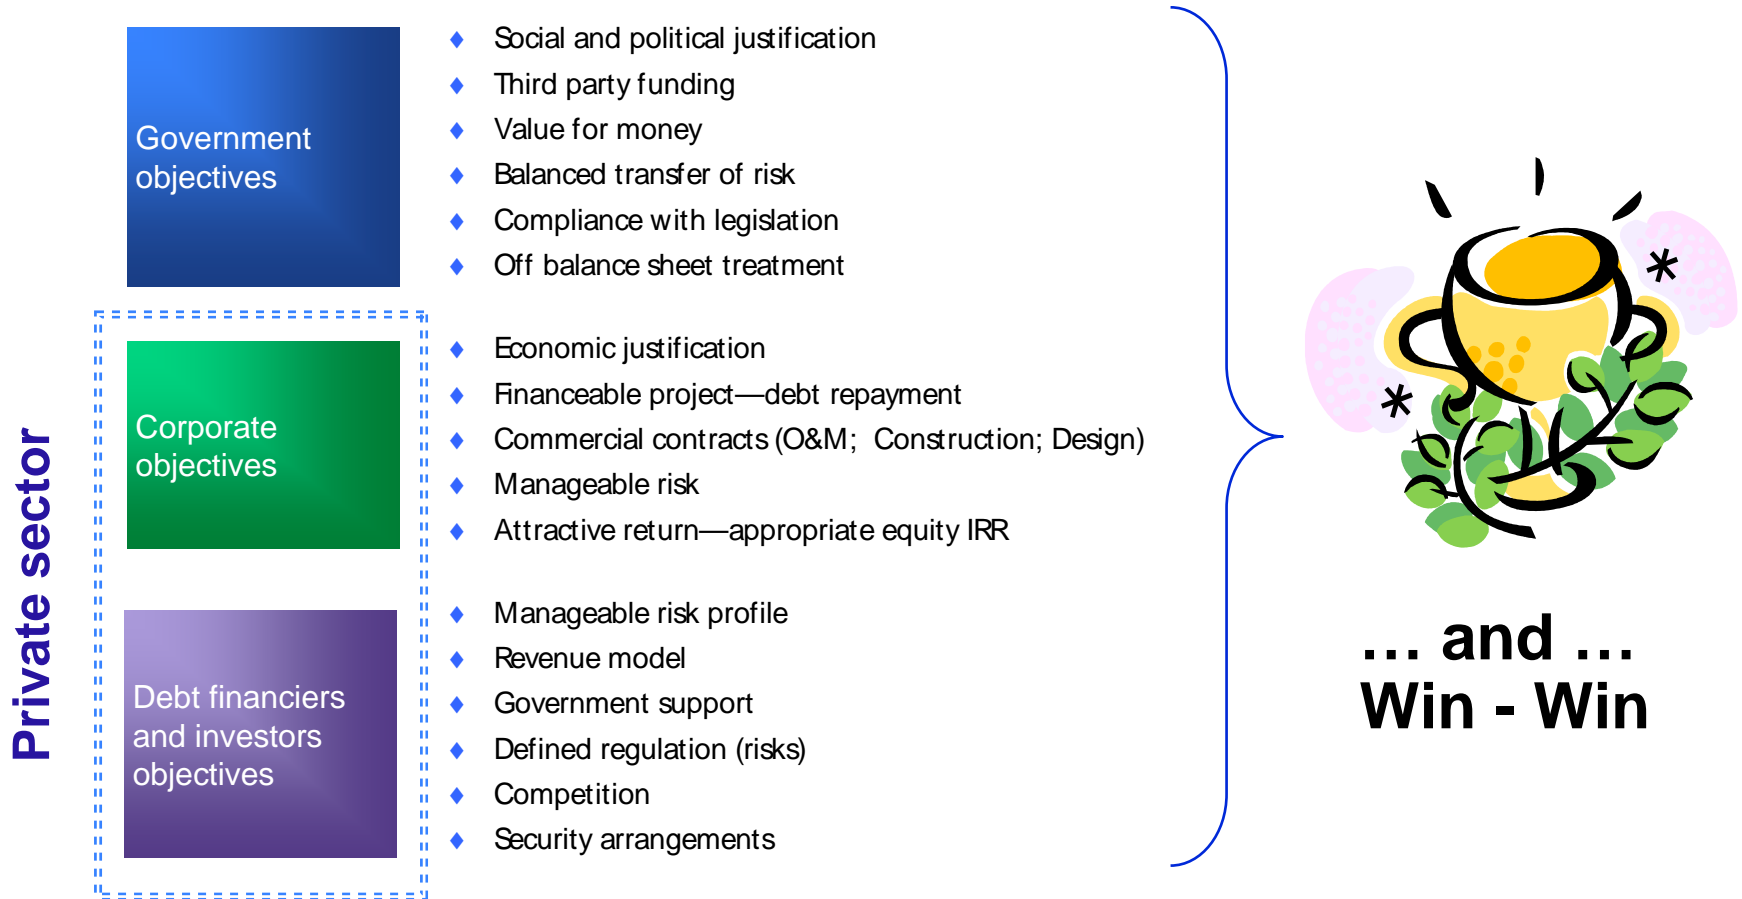 Government
objectives
Social and political justification
Third party funding
Value for money
Balanced transfer of risk
Compliance with legislation
Off balance sheet treatment
Private sector
Corporate
objectives
Economic justification
Financeable project—debt repayment
Commercial contracts (O&M; Construction; Design)
Manageable risk
Attractive return—appropriate equity IRR
Debt financiers
and investors
objectives
Manageable risk profile
Revenue model
Government support
Defined regulation (risks)
Competition
Security arrangements
… and …
Win - Win